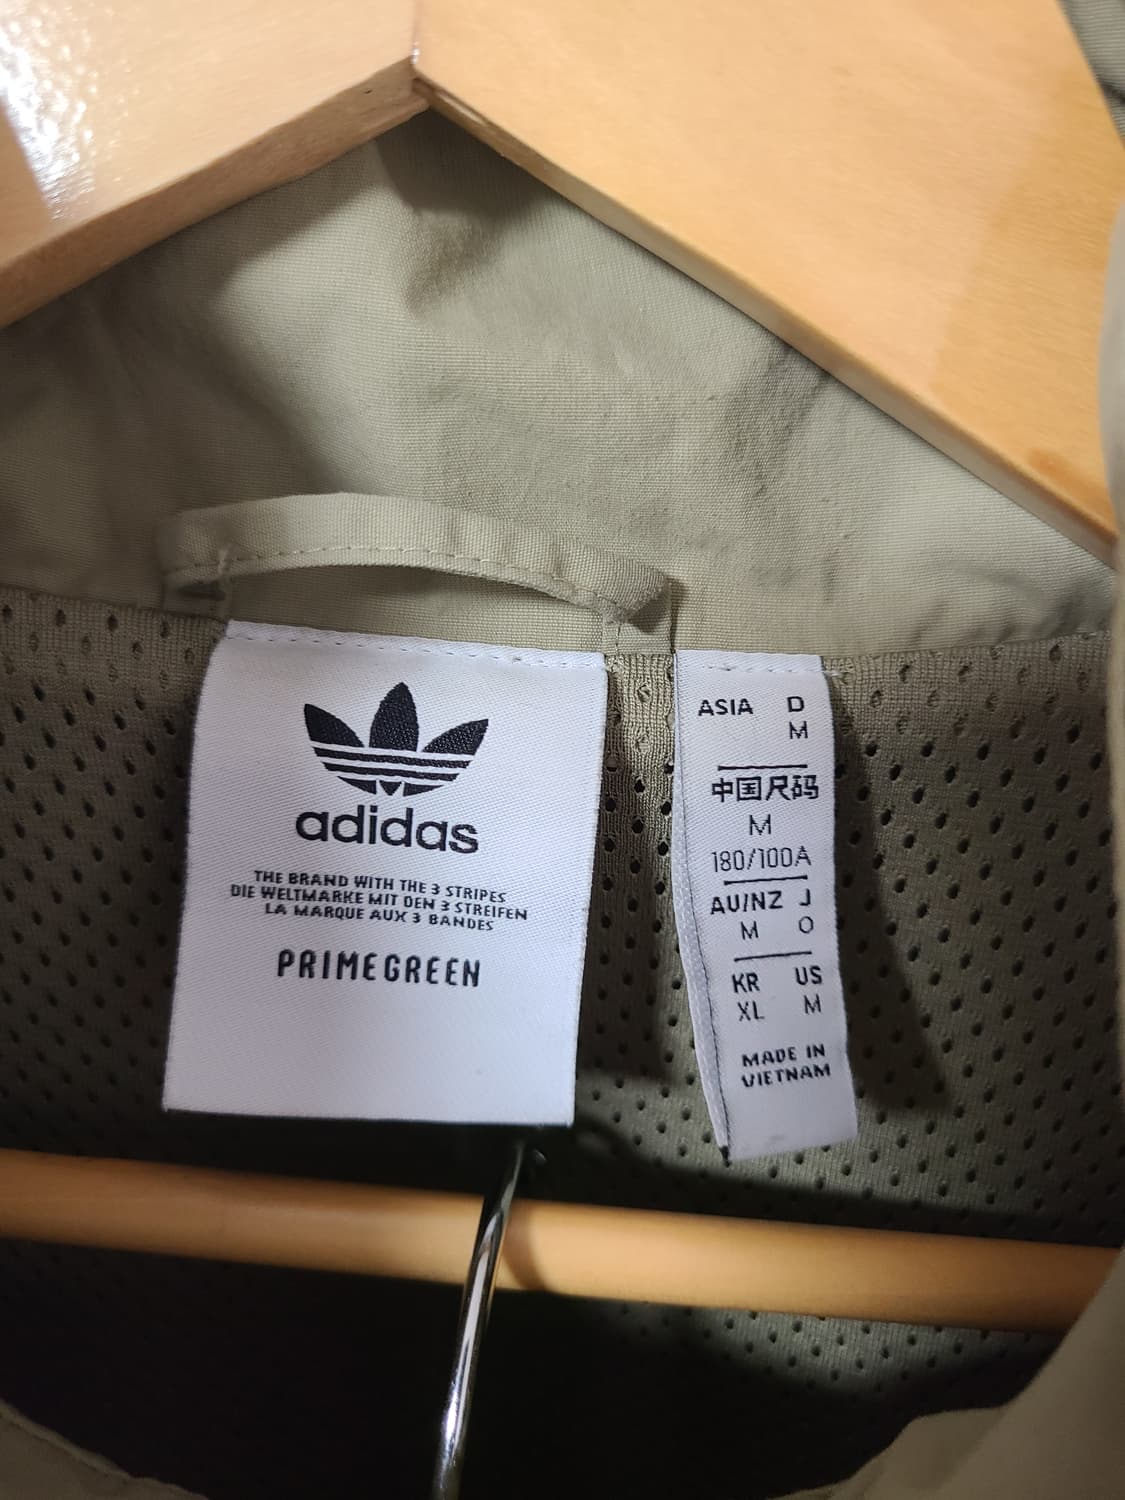 adidas
THE BRAND WITH THE 3 STRIPES
DIE WELTMARKE MIT DEN 3 STREIFEN
LA MARQUE AUX 3 BANDES
PRIMEGREEN
ASIA D
M
中国尺码
M
180/100A
AU/NZ J
M O
KR US
XL M
MADE IN
VIETNAM